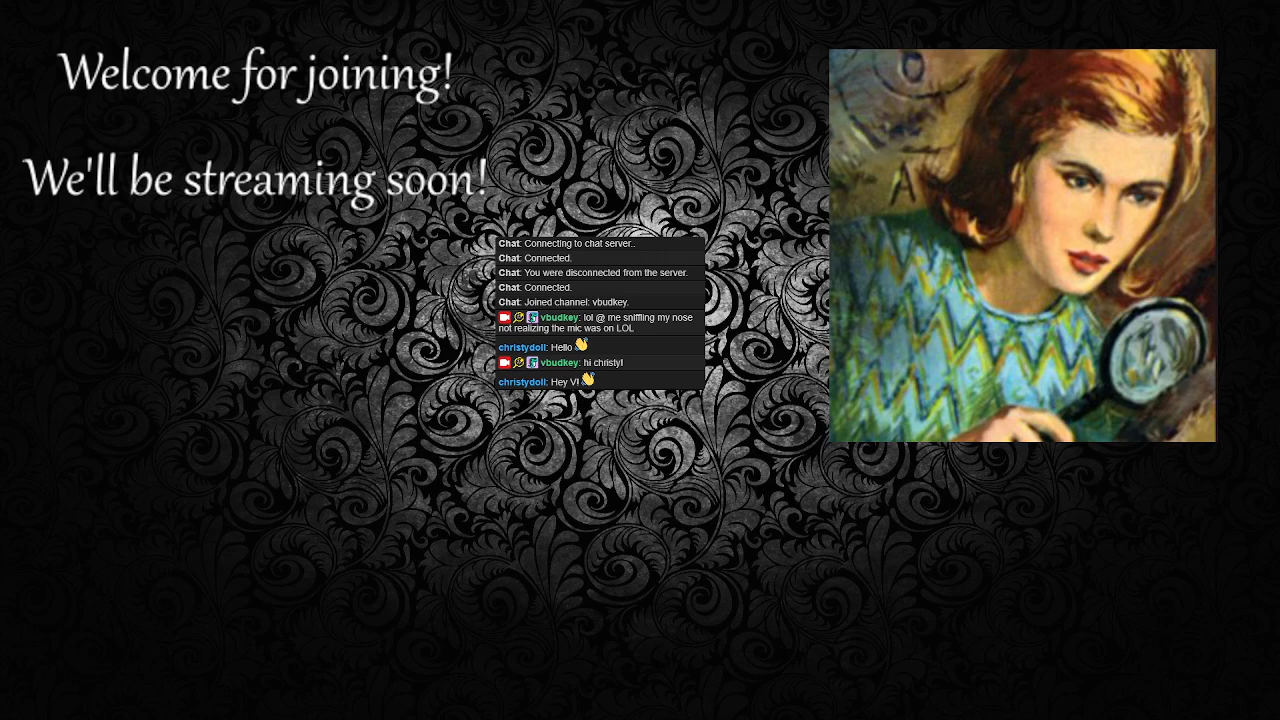 Welcome for joining!
We'll be streaming soon!
Chat: Connecting to chat server..
Chat: Connected.
Chat: You were disconnected from the server.
Chat: Connected.
Chat: Joined channel: vbudkey.
vbudkey: lol @ me sniffling my nose
not realizing the mic was on LOL
christydoll: Hello 👋
vbudkey: hi christy!
christydoll: Hey V! 👋
A